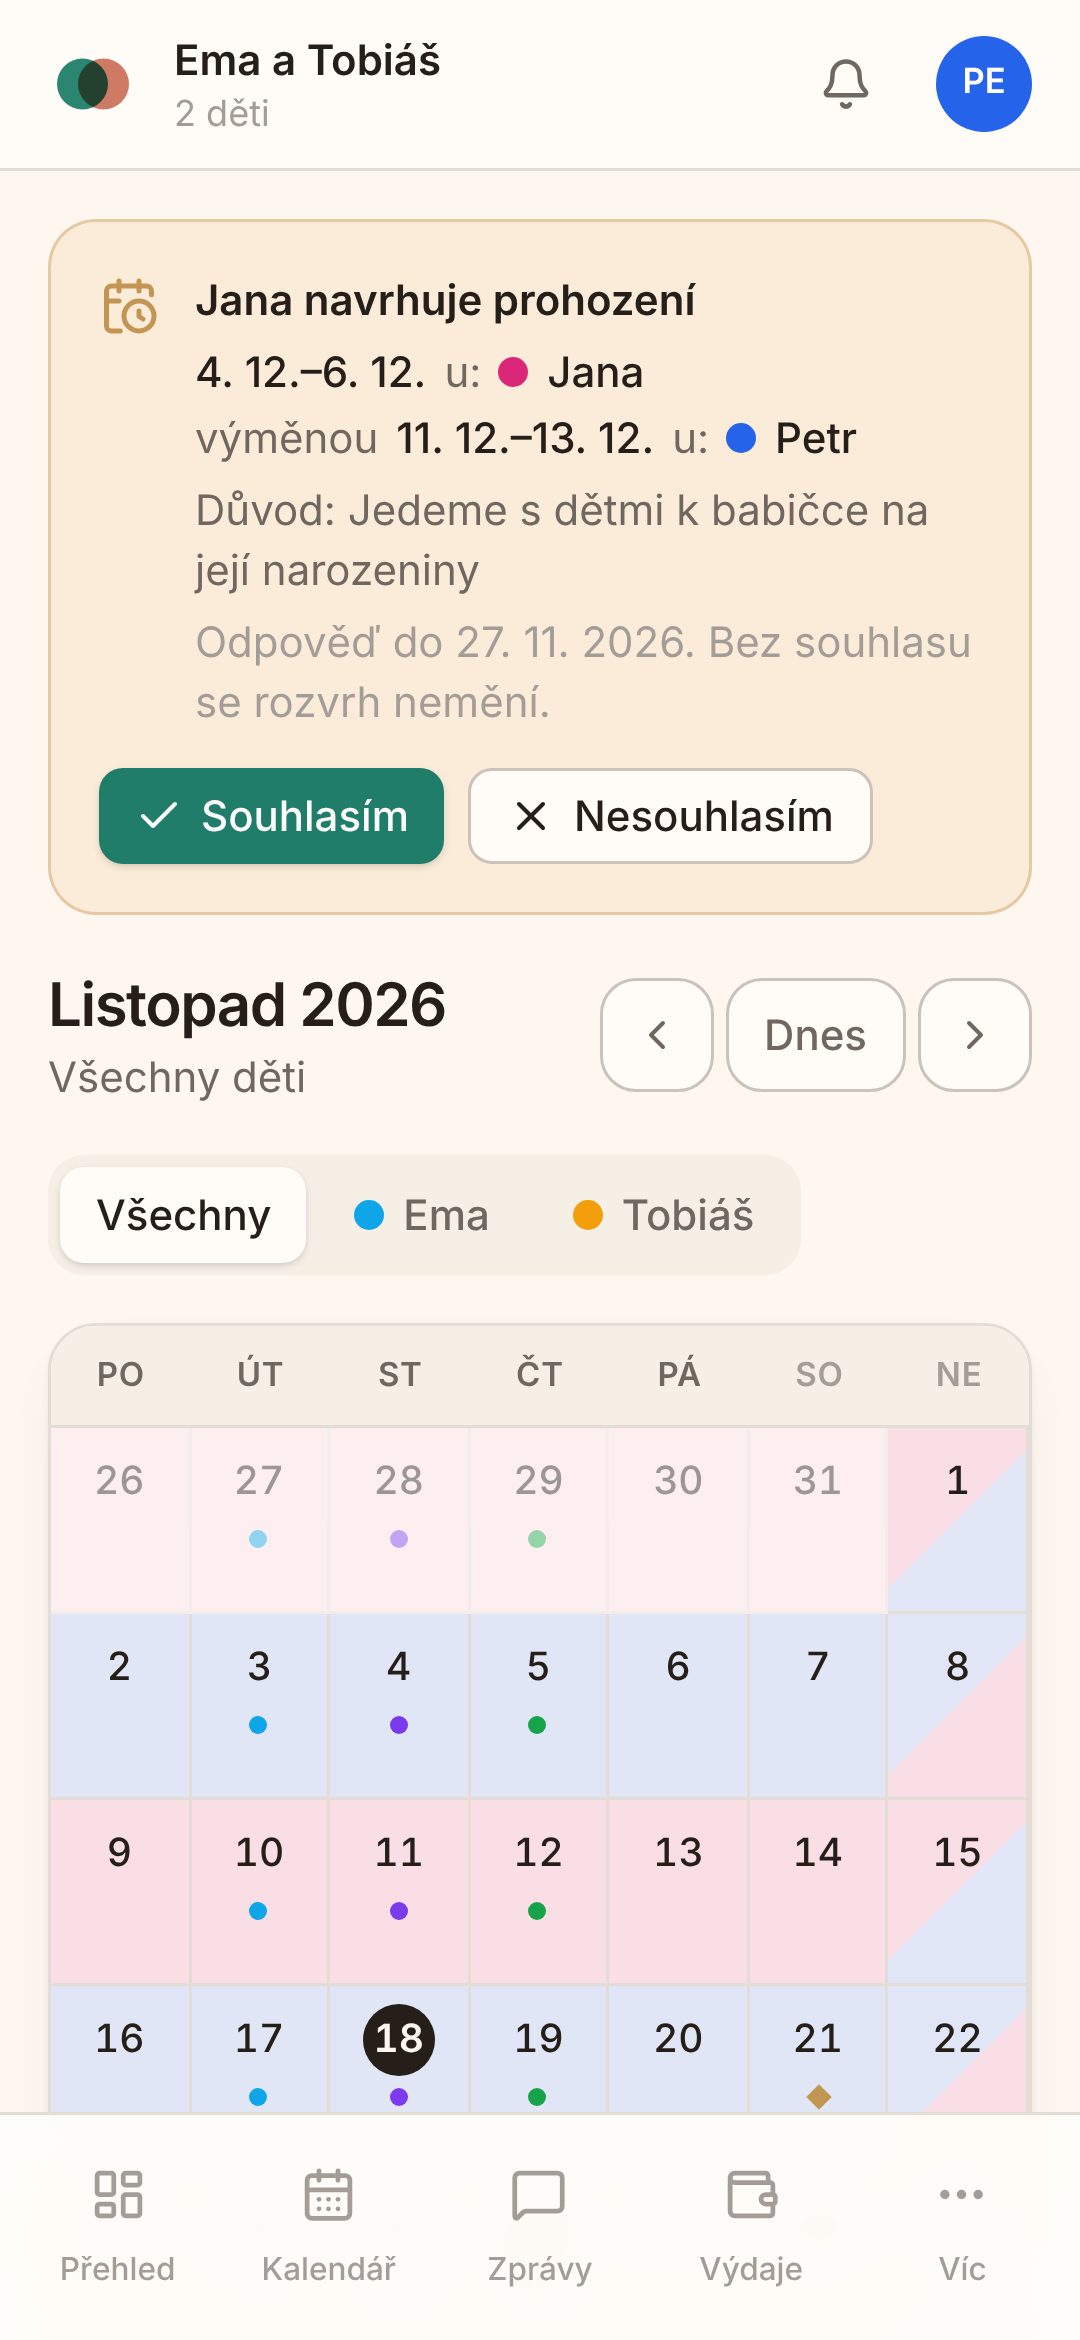 Ema a Tobiáš
2 děti
PE
Jana navrhuje prohození
4. 12.–6. 12. u: Jana
výměnou 11. 12.–13. 12. u: Petr
Důvod: Jedeme s dětmi k babičce na
její narozeniny
Odpověď do 27. 11. 2026. Bez souhlasu
se rozvrh nemění.
Souhlasím Nesouhlasím
Listopad 2026
Všechny děti
Dnes
Všechny Ema Tobiáš
PO ÚT ST ČT PÁ SO NE
26 27 28 29 30 31 1
2 3 4 5 6 7 8
9 10 11 12 13 14 15
16 17 18 19 20 21 22
Přehled Kalendář Zprávy Výdaje Víc